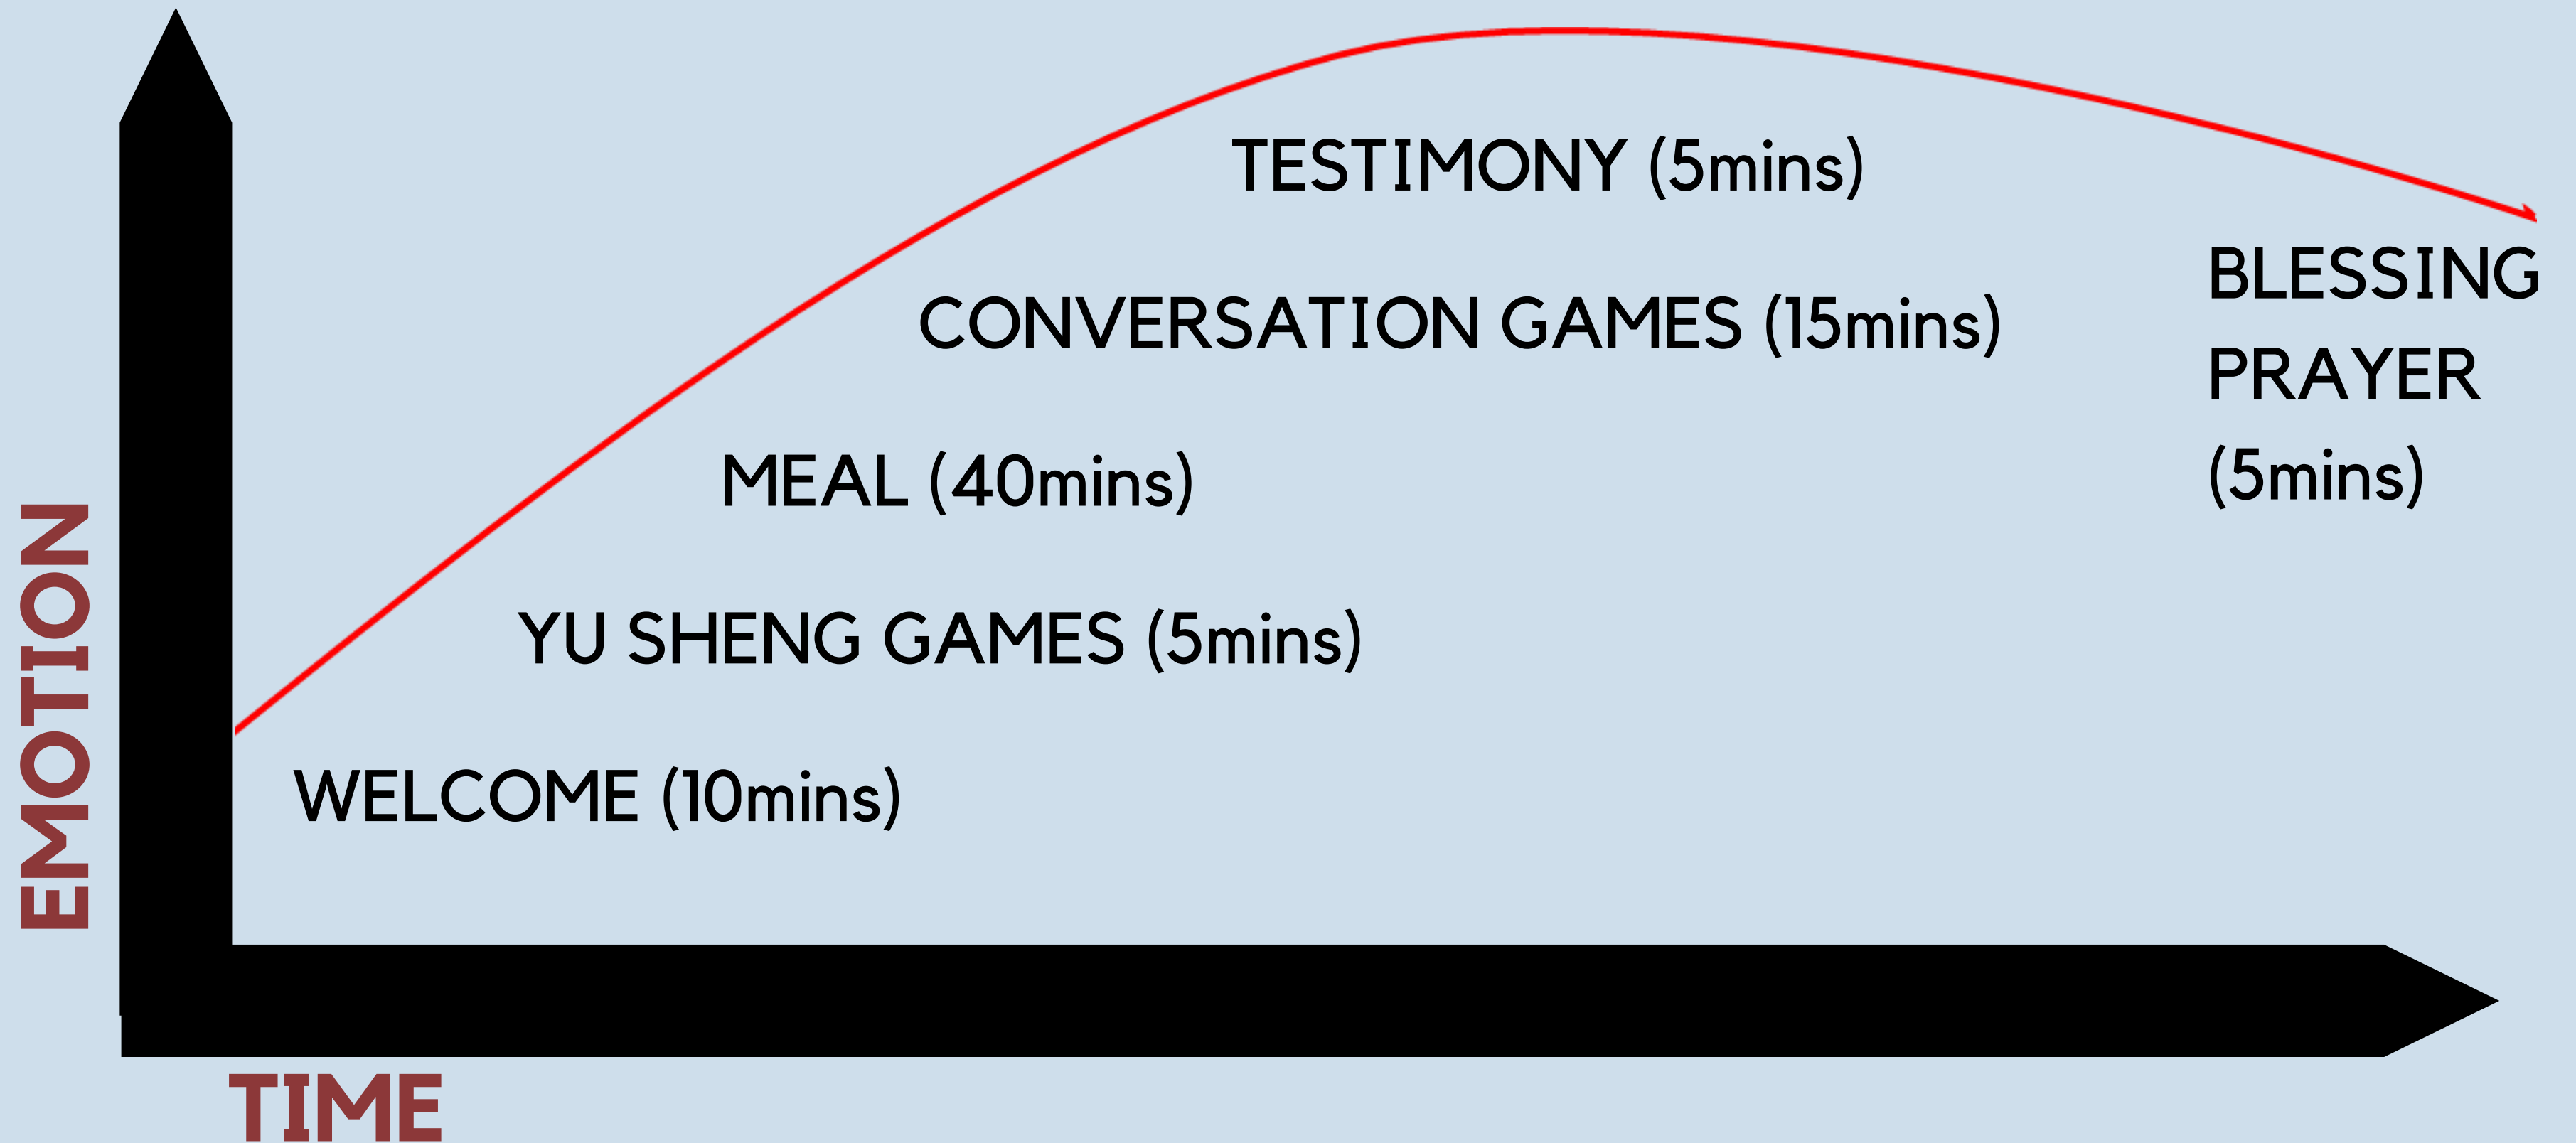 TESTIMONY (5mins)
BLESSING
PRAYER
(5mins)
CONVERSATION GAMES (15mins)
MEAL (40mins)
YU SHENG GAMES (5mins)
WELCOME (10mins)
EMOTION
TIME